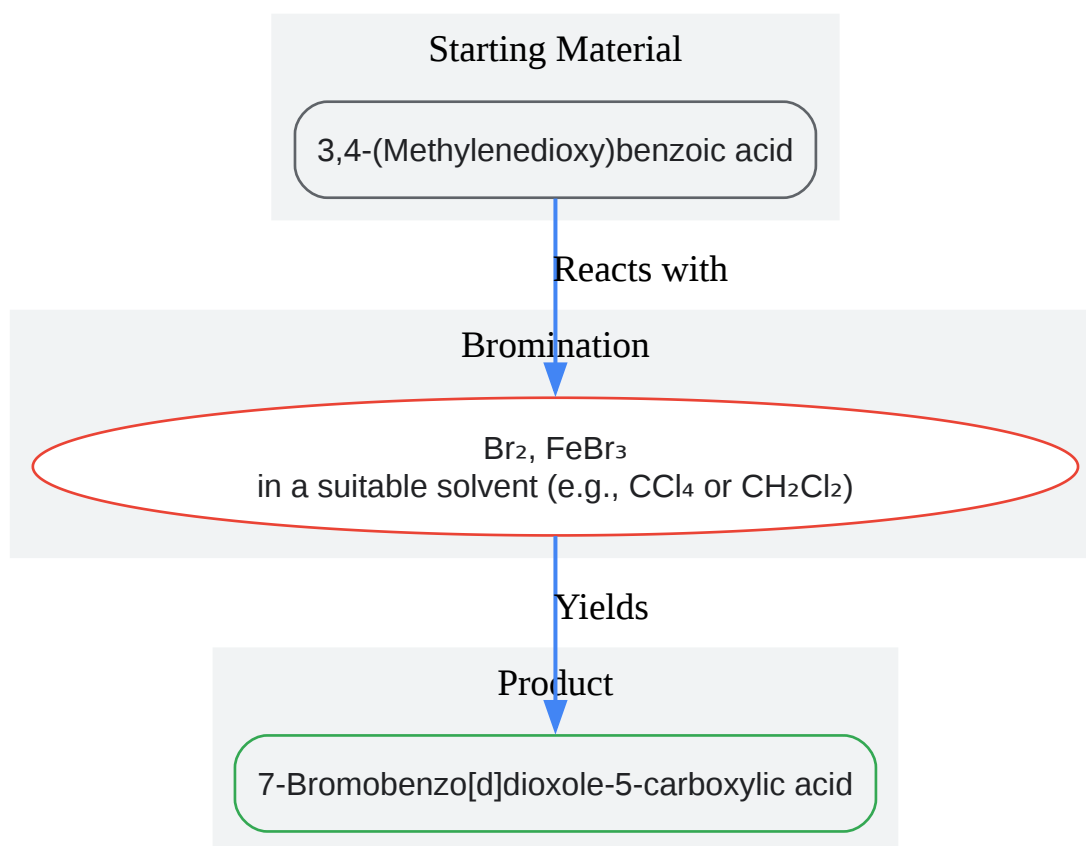 Starting Material
3,4-(Methylenedioxy)benzoic acid
Reacts with
Bromination
Br₂, FeBr₃
in a suitable solvent (e.g., CCl₄ or CH₂Cl₂)
Yields
Product
7-Bromobenzo[d]dioxole-5-carboxylic acid